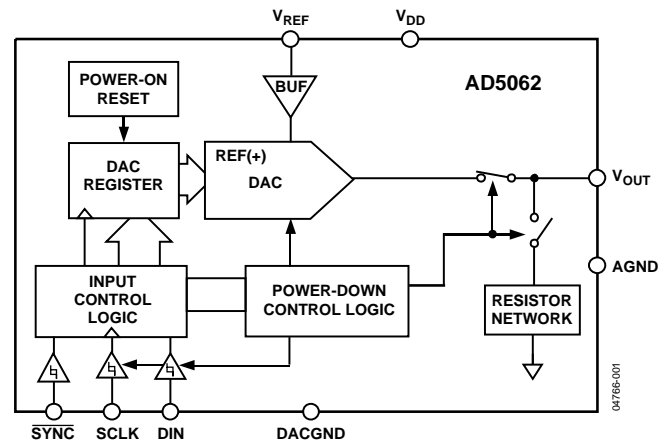 VREF VDD
POWER-ON
RESET
BUF
AD5062
DAC
REGISTER
REF(+)
DAC
VOUT
AGND
INPUT
CONTROL
LOGIC
POWER-DOWN
CONTROL LOGIC
RESISTOR
NETWORK
04766-001
SYNC SCLK DIN DACGND